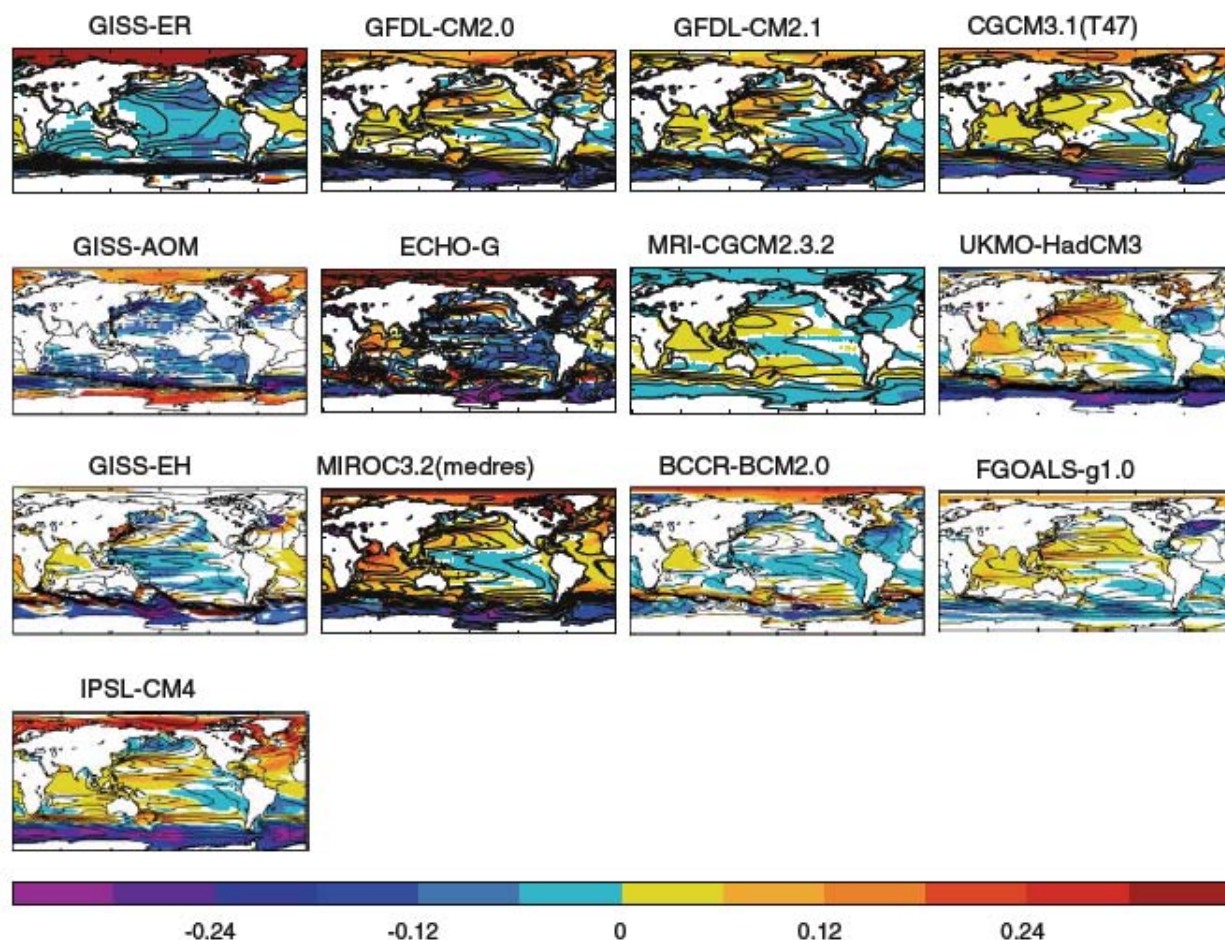 GISS-ER GFDL-CM2.0 GFDL-CM2.1 CGCM3.1(T47)
GISS-AOM ECHO-G MRI-CGCM2.3.2 UKMO-HadCM3
GISS-EH MIROC3.2(medres) BCCR-BCM2.0 FGOALS-g1.0
IPSL-CM4
-0.24 -0.12 0 0.12 0.24